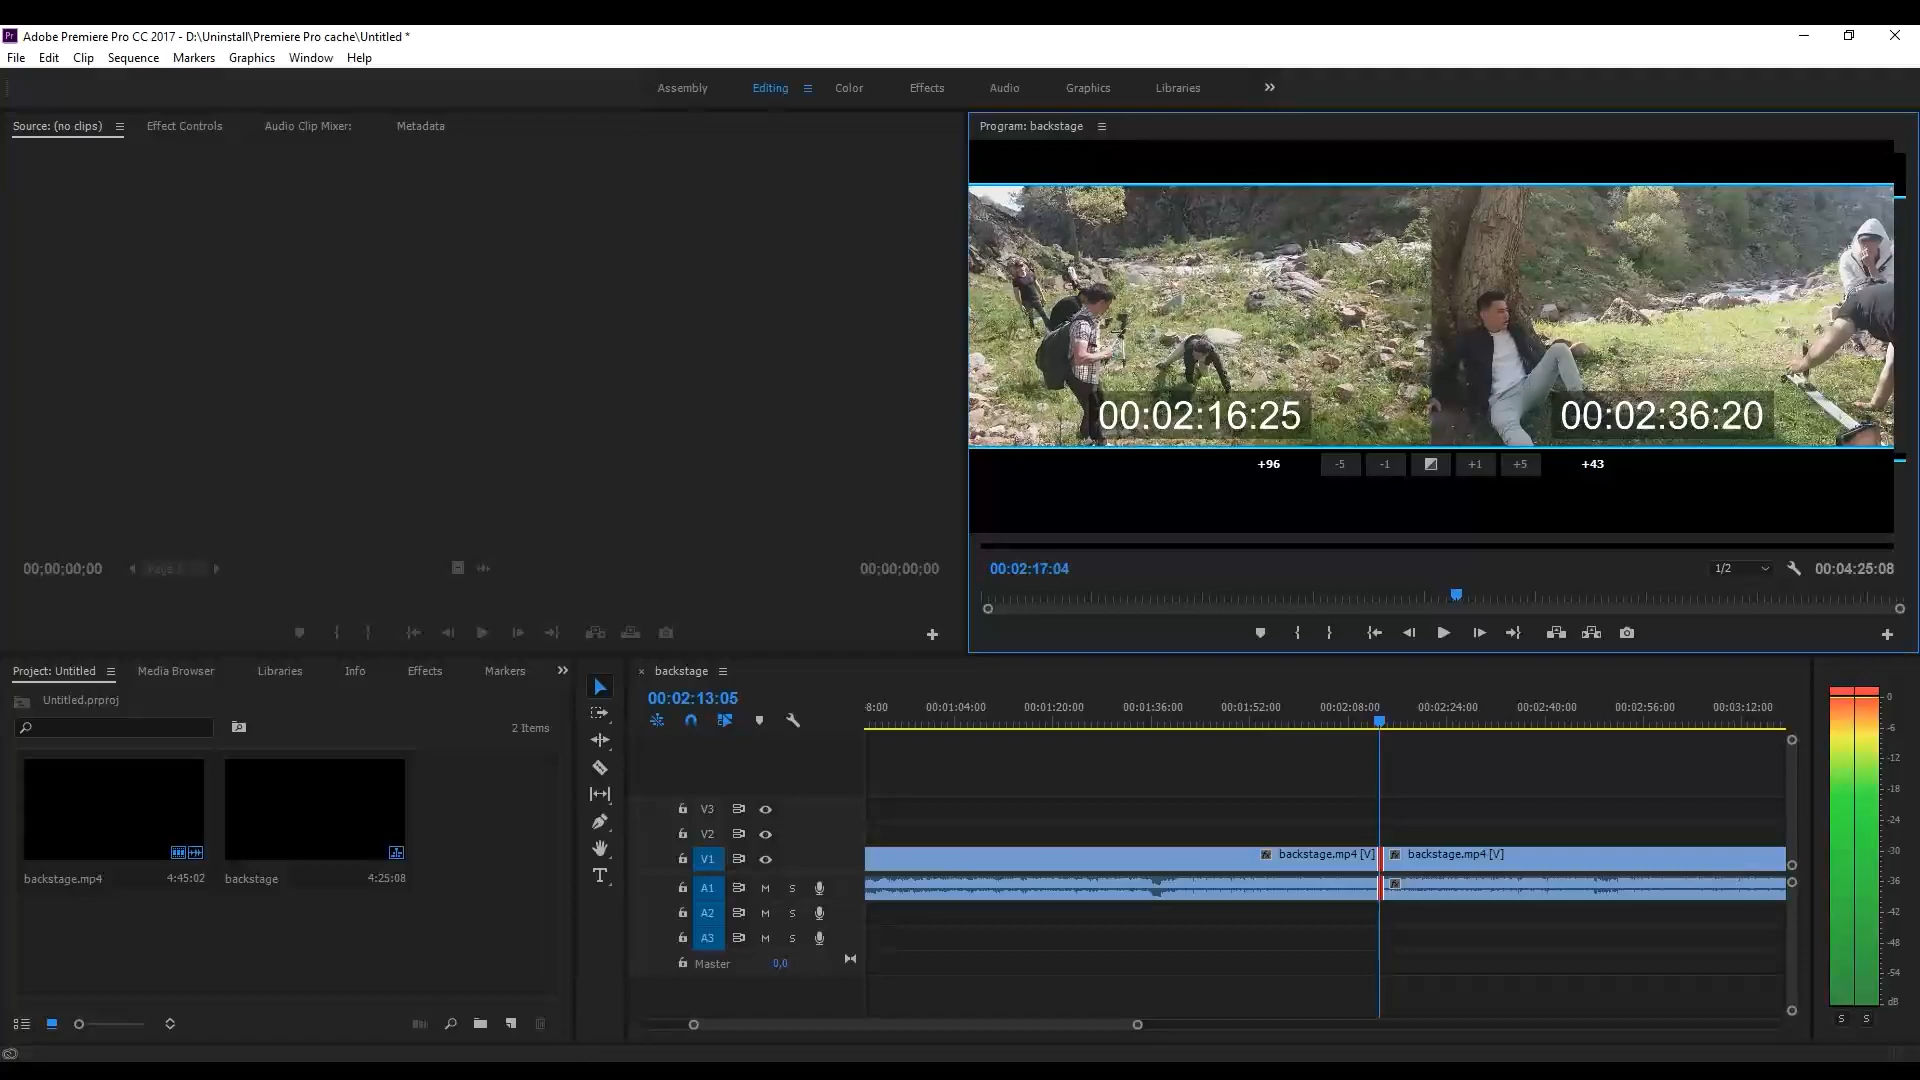 Adobe Premiere Pro CC 2017 - D:\Uninstall\Premiere Pro cache\Untitled *
File Edit Clip Sequence Markers Graphics Window Help
Assembly Editing Color Effects Audio Graphics Libraries
Source: (no clips) Effect Controls Audio Clip Mixer: Metadata
Program: backstage
00:02:16:25 00:02:36:20
+96 -5 -1 +1 +5 +43
00;00;00;00 00;00;00;00
00:02:17:04 1/2 00:04:25:08
Project: Untitled Media Browser Libraries Info Effects Markers
Untitled.prproj
2 Items
backstage.mp4 4:45:02
backstage 4:25:08
× backstage
00:02:13:05
8:00 00:01:04:00 00:01:20:00 00:01:36:00 00:01:52:00 00:02:08:00 00:02:24:00 00:02:40:00 00:02:56:00 00:03:12:00
V3
V2
V1 backstage.mp4 [V] backstage.mp4 [V]
A1 M S
A2 M S
A3 M S
Master 0,0
0
-6
-12
-18
-24
-30
-36
-42
-48
-54
dB
S S